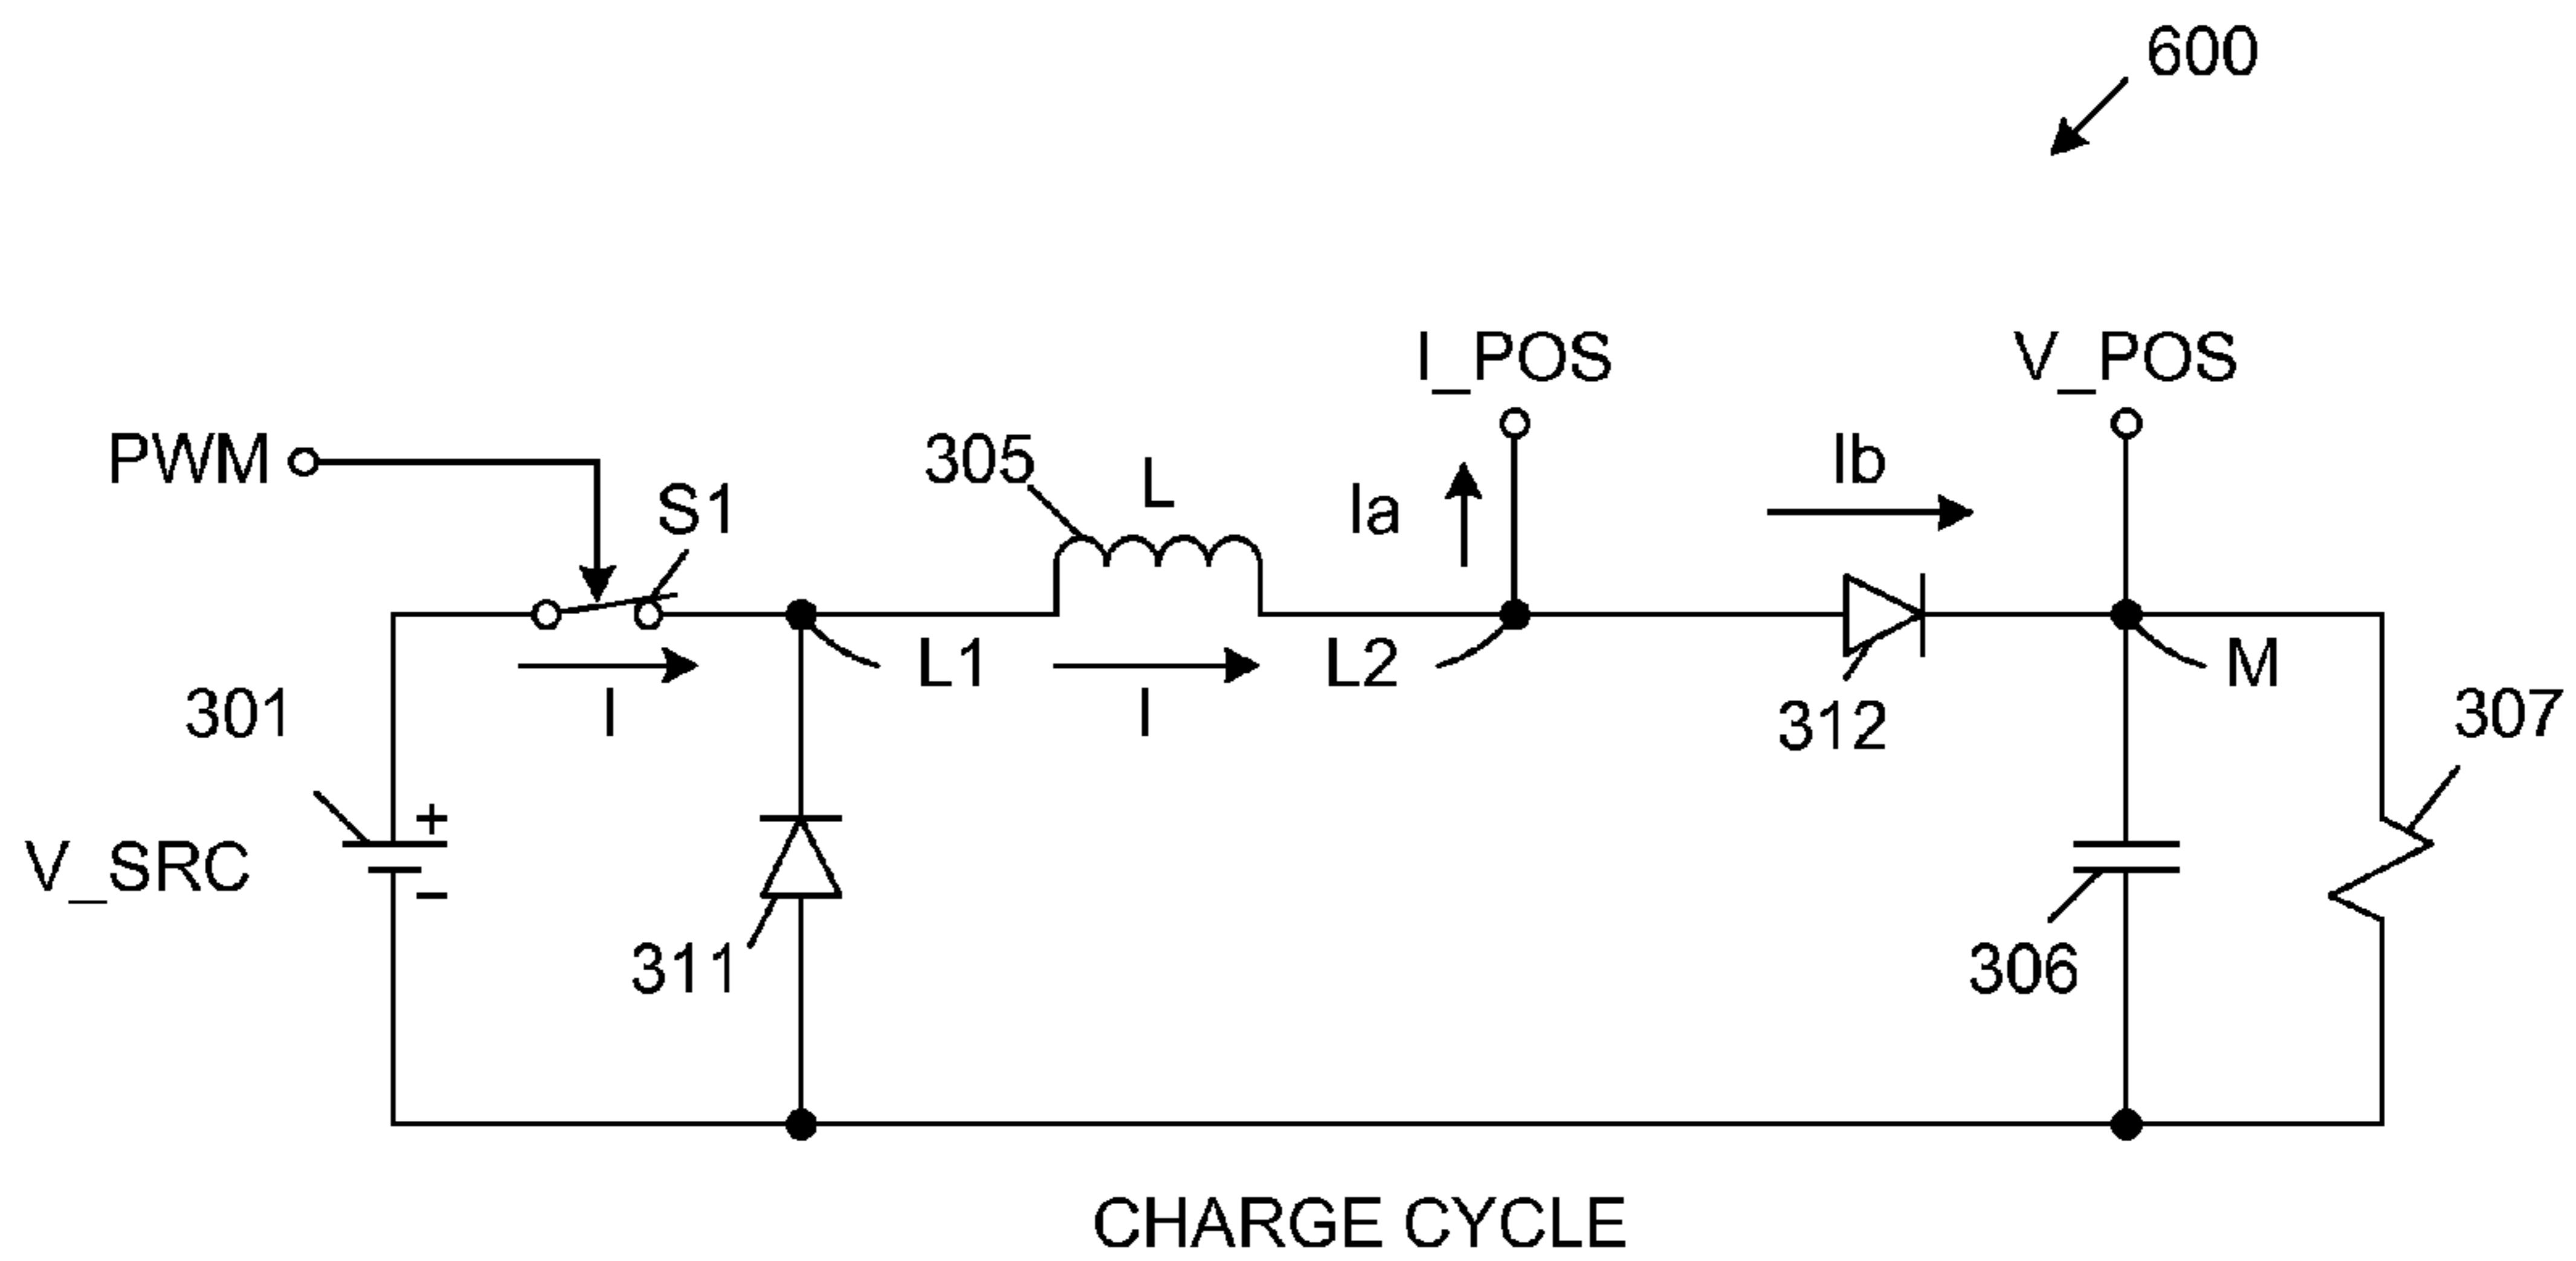 600
I_POS
V_POS
PWM
S1
305
L
Ia
Ib
L1
L2
M
I
I
301
312
307
+
V_SRC
−
311
306
CHARGE CYCLE